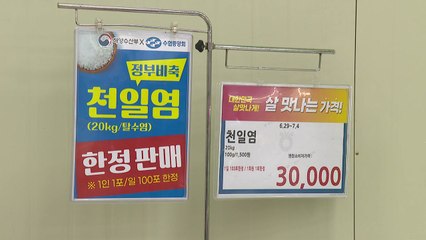 해양수산부 X 수협중앙회
정부비축
천일염
(20kg/탈수염)
한정 판매
※1인 1포/일 100포 한정
대한민국
살맛나게!
살 맛나는 가격!
6.29~7.4
천일염
20kg
100g/1,500원
30,000